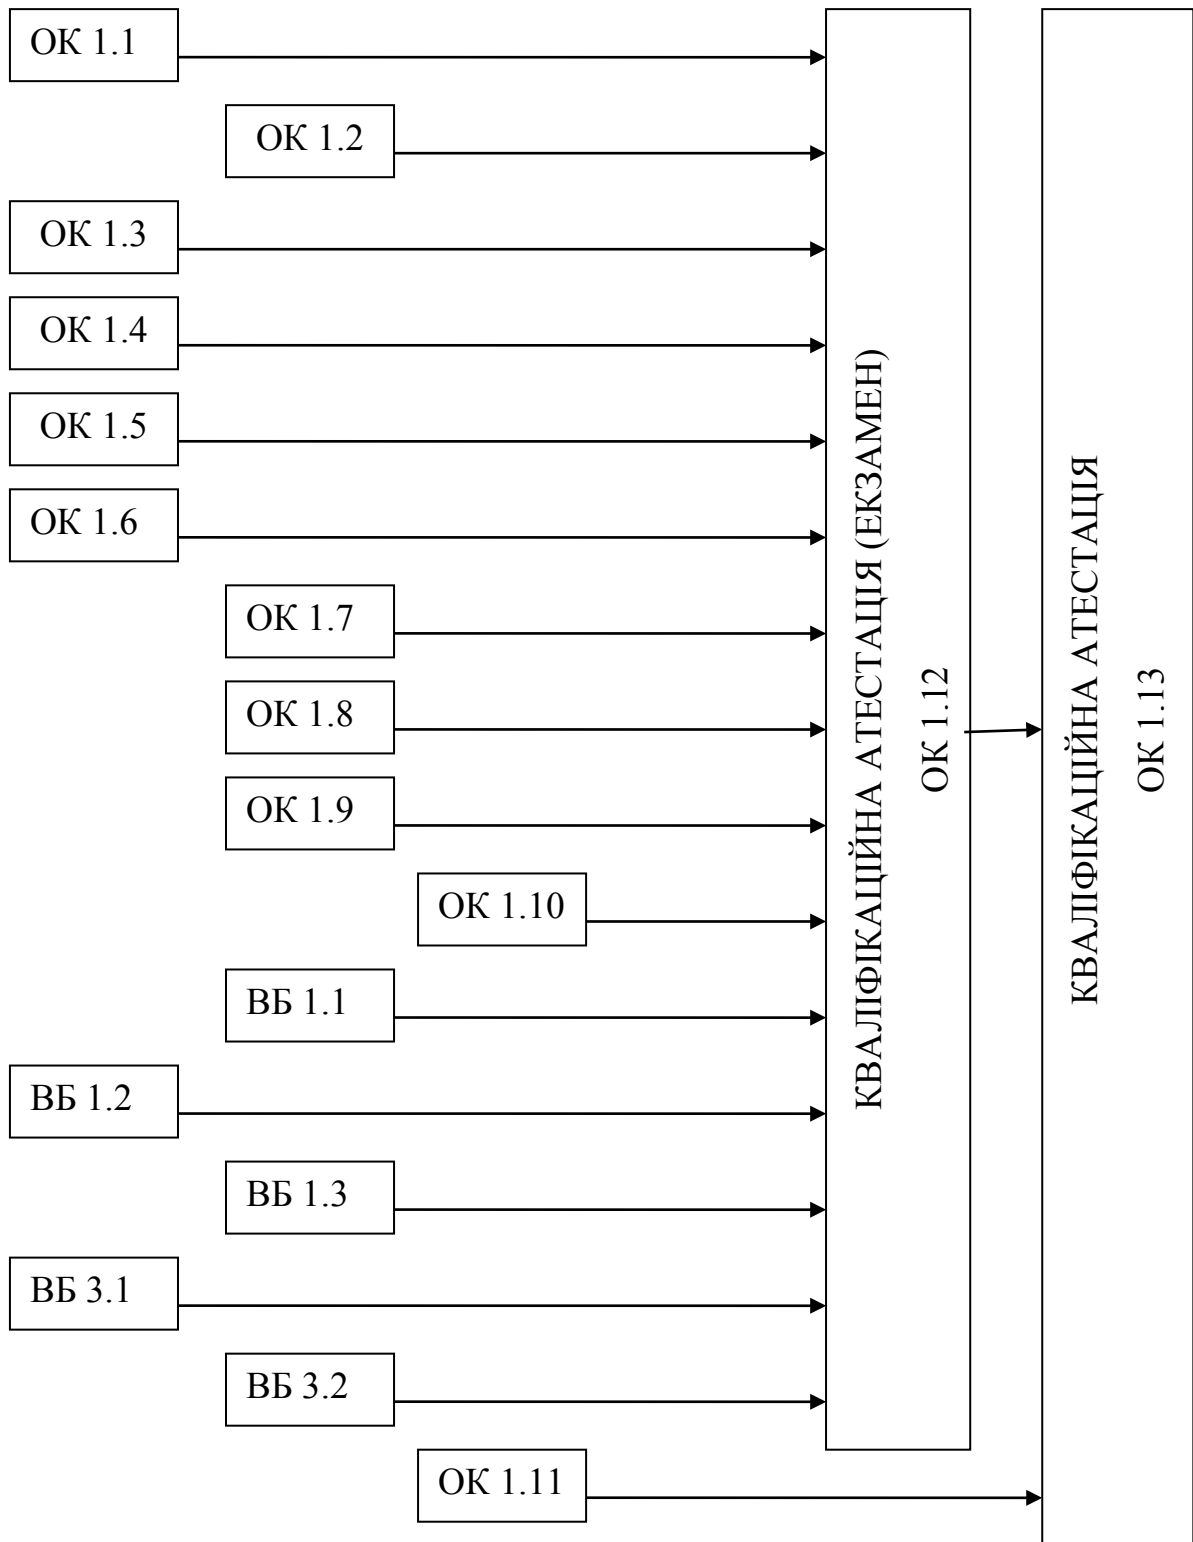 ОК 1.1
ОК 1.2
ОК 1.3
ОК 1.4
ОК 1.5
ОК 1.6
ОК 1.7
ОК 1.8
ОК 1.9
ОК 1.10
ВБ 1.1
ВБ 1.2
ВБ 1.3
ВБ 3.1
ВБ 3.2
ОК 1.11
КВАЛІФІКАЦІЙНА АТЕСТАЦІЯ (ЕКЗАМЕН)
ОК 1.12
КВАЛІФІКАЦІЙНА АТЕСТАЦІЯ
ОК 1.13